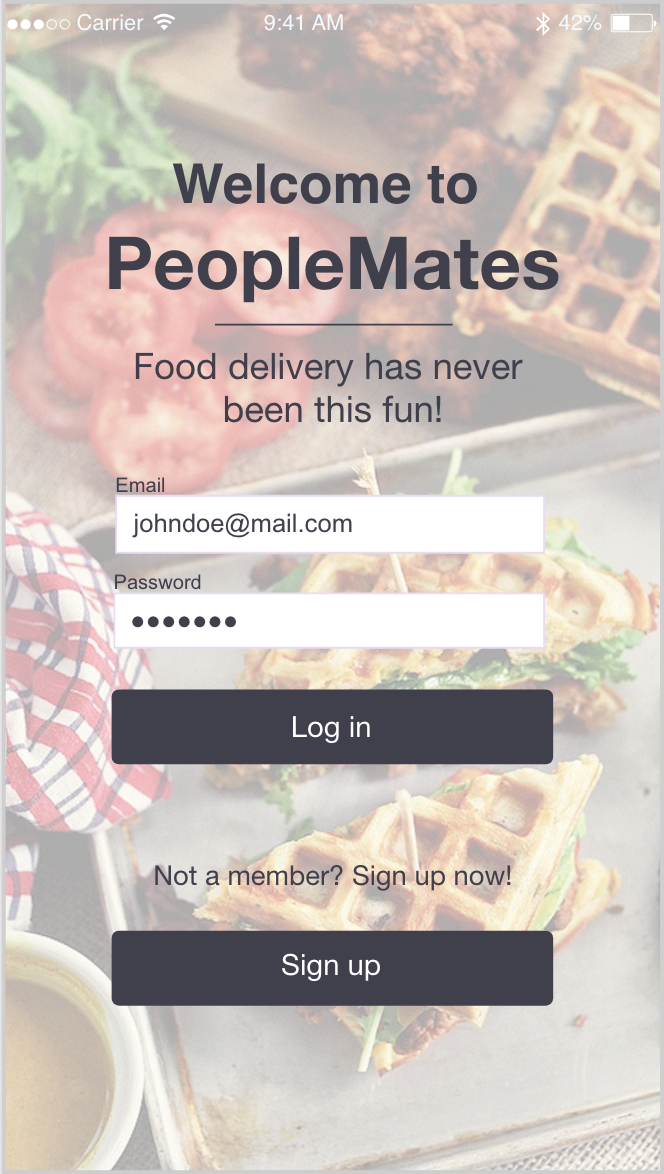 Carrier 9:41 AM 42%
Welcome to
PeopleMates
Food delivery has never
been this fun!
Email
johndoe@mail.com
Password
•••••••
Log in
Not a member? Sign up now!
Sign up